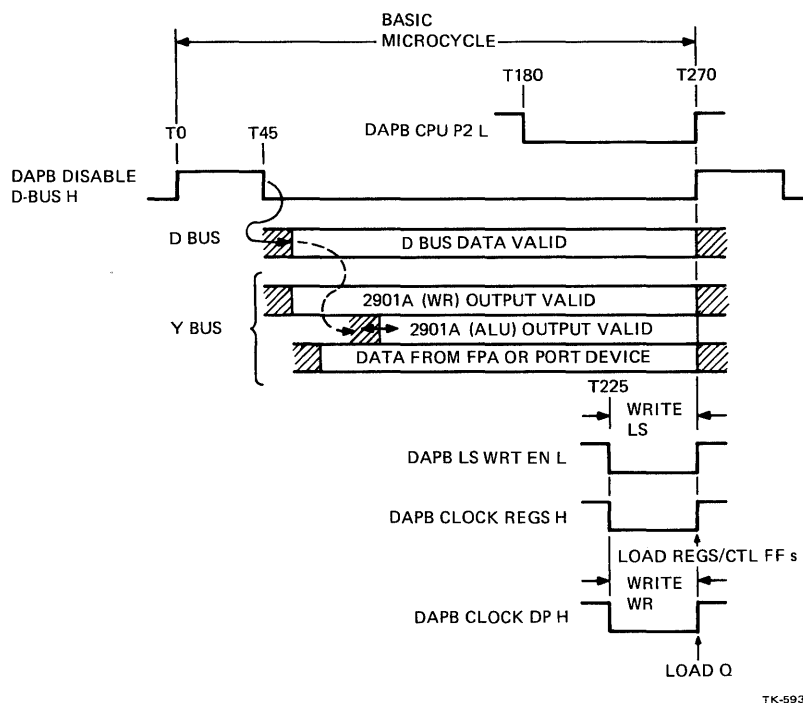 BASIC
MICROCYCLE
T180
T270
DAPB CPU P2 L
T0
T45
DAPB DISABLE
D-BUS H
D BUS
D BUS DATA VALID
2901A (WR) OUTPUT VALID
Y BUS
2901A (ALU) OUTPUT VALID
DATA FROM FPA OR PORT DEVICE
T225
WRITE
LS
DAPB LS WRT EN L
DAPB CLOCK REGS H
LOAD REGS/CTL FF s
WRITE
WR
DAPB CLOCK DP H
LOAD Q
TK-593